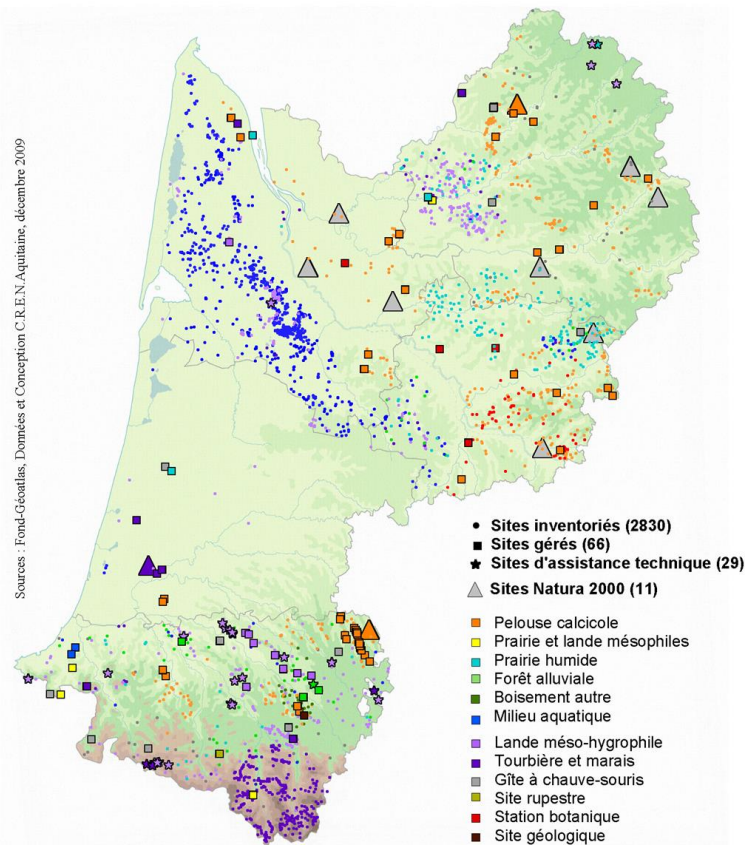 Sources : Fond-Géoatlas, Données et Conception C.R.E.N. Aquitaine, décembre 2009
Sites inventoriés (2830)
Sites gérés (66)
Sites d'assistance technique (29)
Sites Natura 2000 (11)
Pelouse calcicole
Prairie et lande mésophiles
Prairie humide
Forêt alluviale
Boisement autre
Milieu aquatique
Lande méso-hygrophile
Tourbière et marais
Gîte à chauve-souris
Site rupestre
Station botanique
Site géologique